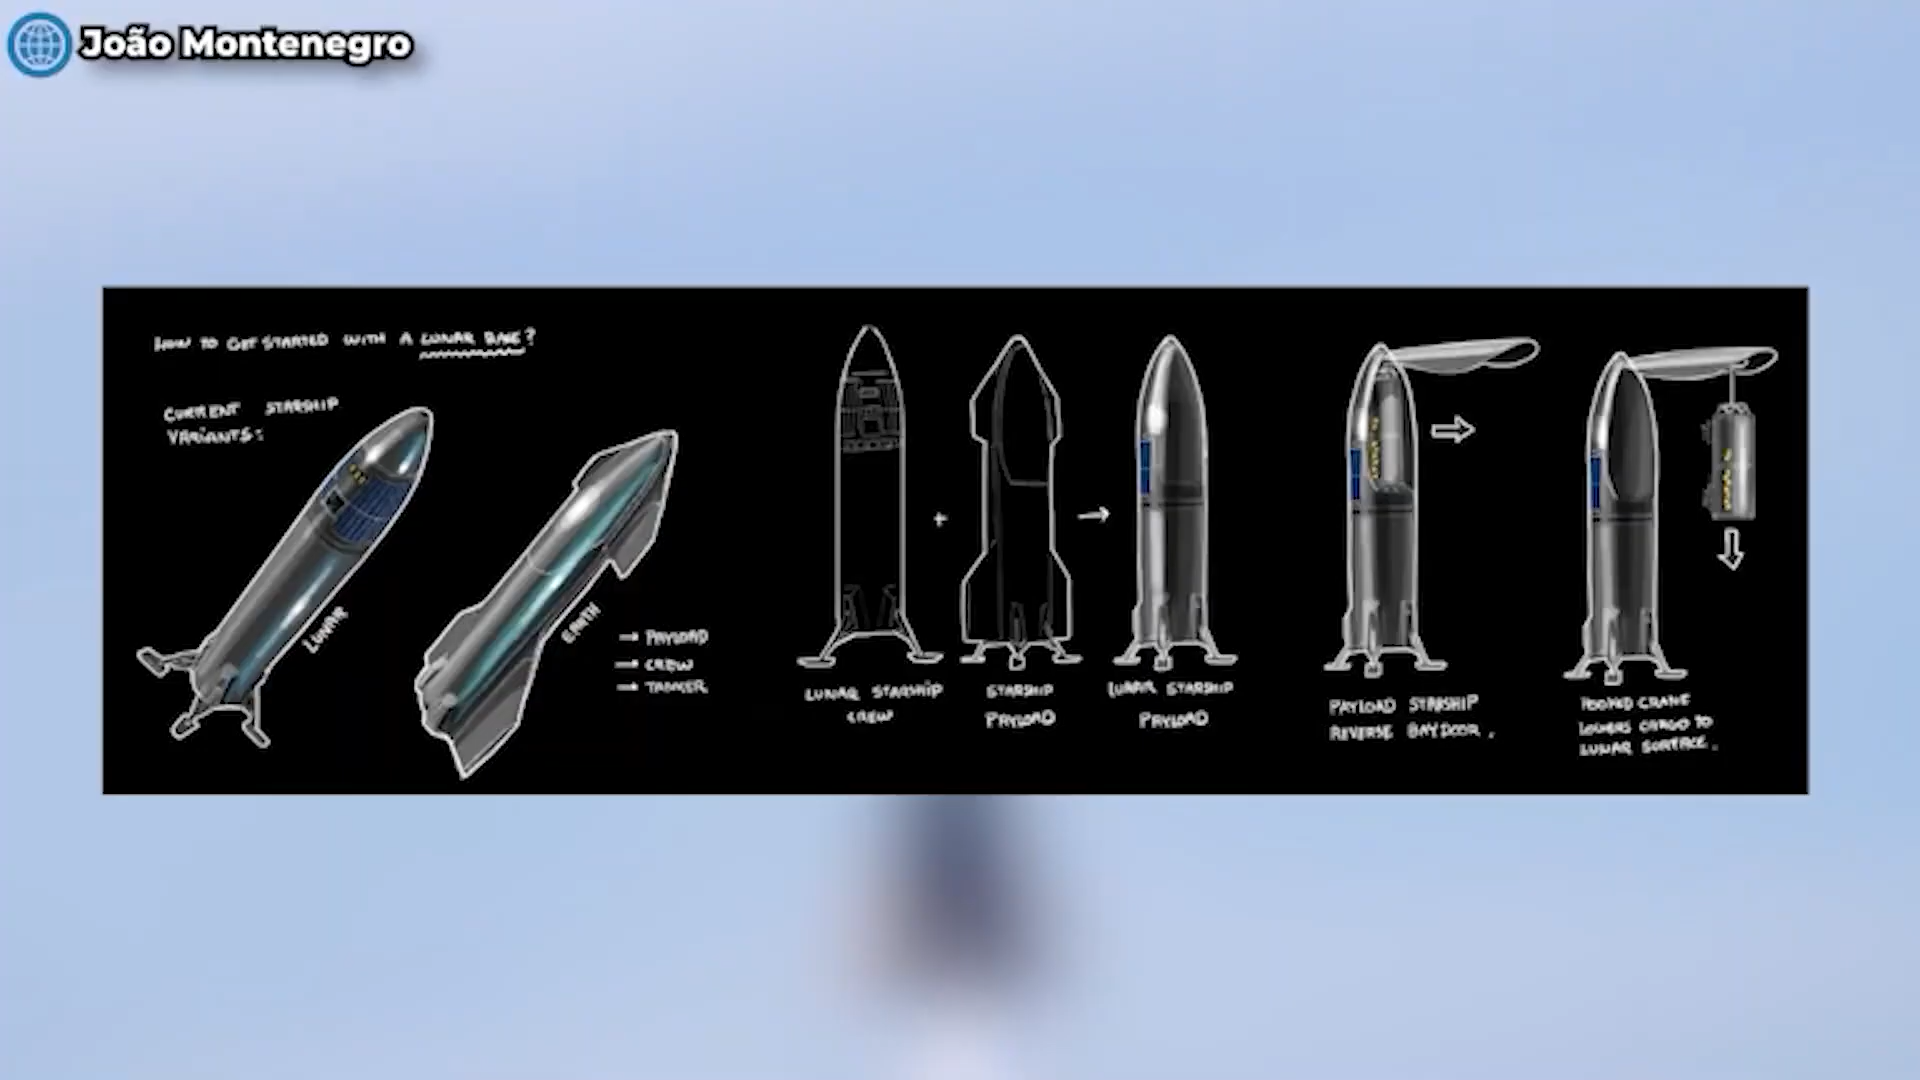 João Montenegro
HOW TO GET STARTED WITH A LUNAR BASE?
CURRENT STARSHIP
VARIANTS:
LUNAR
EARTH
→ PAYLOAD
→ CREW
→ TANKER
+
→
LUNAR STARSHIP
CREW
STARSHIP
PAYLOAD
LUNAR STARSHIP
PAYLOAD
PAYLOAD STARSHIP
REVERSE BAY DOOR.
CRANE
LOWERS CARGO TO
LUNAR SURFACE.